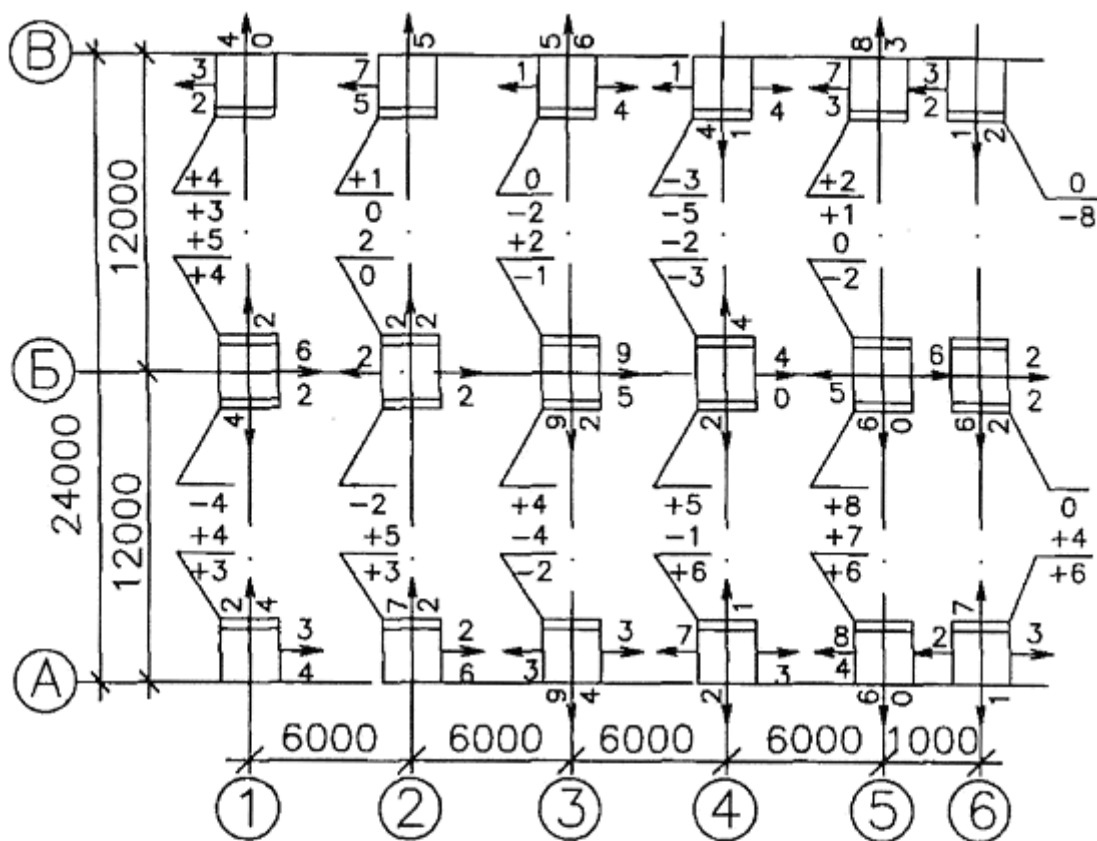 В 4 0 5 5 6 8 3
3 7 1 1 7 3
2 5 4 4 3 2
4 1 1 2
+4 +1 0 -3 +2 0
+3 0 -2 -5 +1 -8
12000
+5 2 +2 -2 0
+4 0 -1 -3 -2
2 2 2 4
Б 6 2 9 4 6 2
2 2 5 0 5 2
4 9 2 2 6 0 6 2
24000
-4 -2 +4 +5 +8 0
12000
+4 +5 -4 -1 +7 +4
+3 +3 -2 +6 +6 +6
2 4 7 2 1 7
3 2 3 7 8 2 3
А 4 6 3 3 4
9 4 2 6 0 1
6000 6000 6000 6000 1000
1 2 3 4 5 6